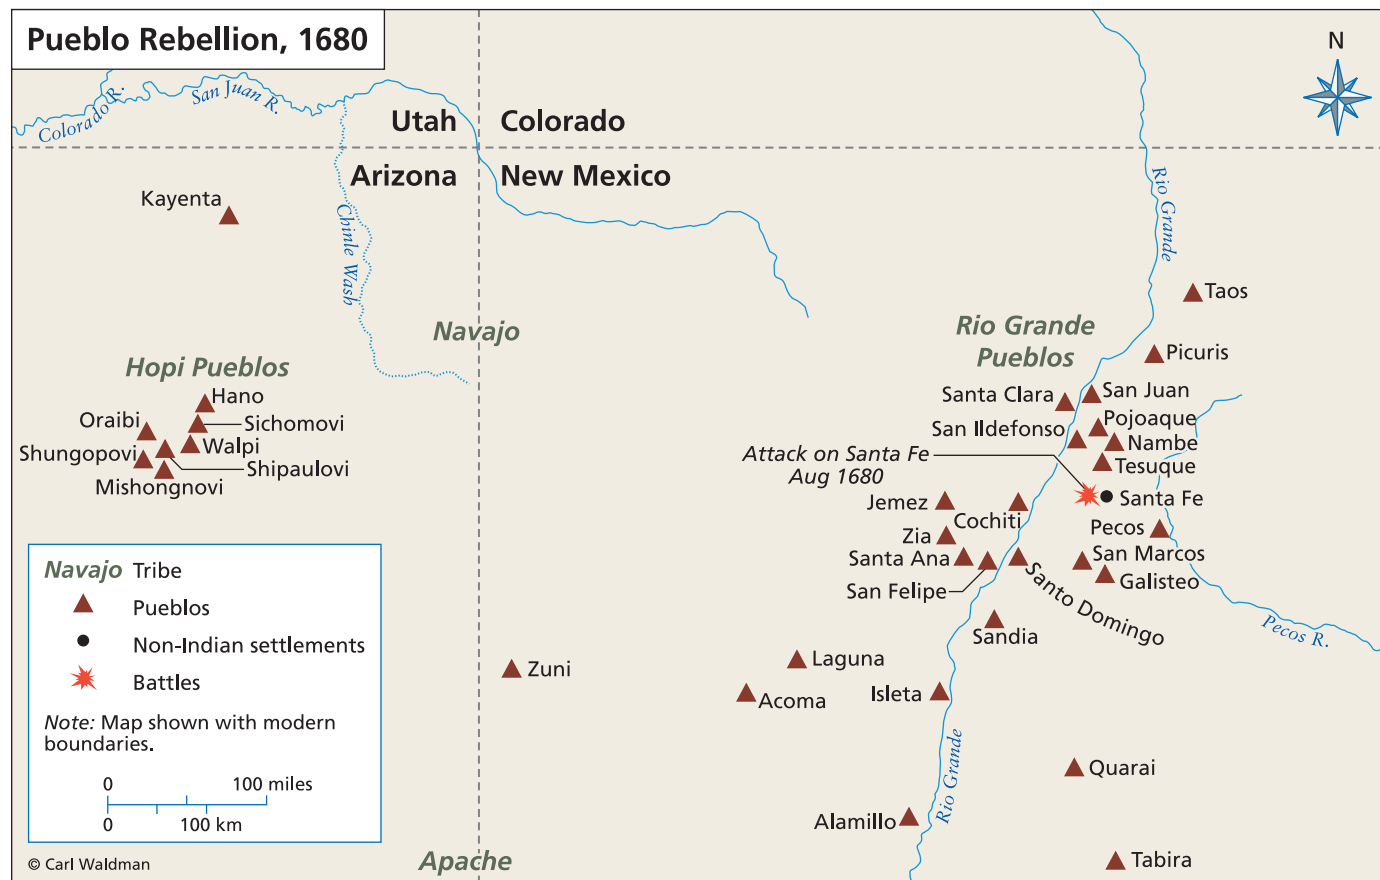 Pueblo Rebellion, 1680
N
Colorado R.
San Juan R.
Utah
Colorado
Arizona
New Mexico
Kayenta
Chinle Wash
Rio Grande
Taos
Navajo
Rio Grande
Pueblos
Picuris
Hopi Pueblos
Hano
Oraibi
Sichomovi
Walpi
Shungopovi
Shipaulovi
Mishongnovi
Santa Clara
San Juan
Pojoaque
San Ildefonso
Nambe
Attack on Santa Fe
Aug 1680
Tesuque
Santa Fe
Jemez
Cochiti
Pecos
Zia
Santa Ana
San Marcos
San Felipe
Galisteo
Santo Domingo
Sandia
Pecos R.
Laguna
Zuni
Acoma
Isleta
Rio Grande
Quarai
Alamillo
Tabira
Apache
Navajo Tribe
Pueblos
Non-Indian settlements
Battles
Note: Map shown with modern
boundaries.
0 100 miles
0 100 km
© Carl Waldman